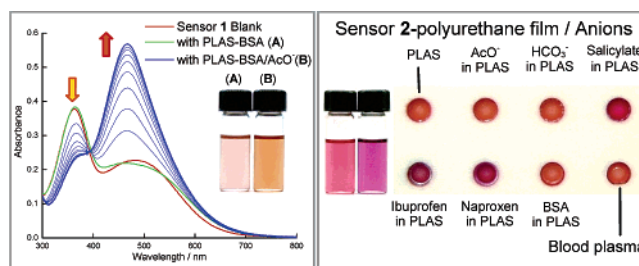 Sensor 1 Blank
with PLAS-BSA (A)
with PLAS-BSA/AcO⁻(B)
(A) (B)
0.6
0.5
0.4
0.3
0.2
0.1
0.0
Absorbance
300 400 500 600 700 800
Wavelength / nm
Sensor 2-polyurethane film / Anions
PLAS AcO⁻ HCO₃⁻ Salicylate
in PLAS in PLAS in PLAS
Ibuprofen Naproxen BSA
in PLAS in PLAS in PLAS
Blood plasma